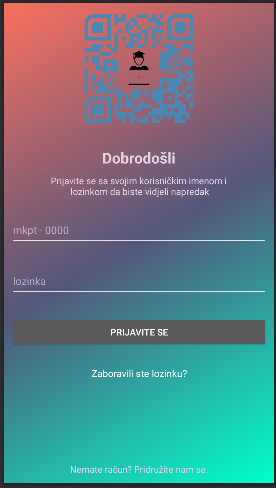 Dobrodošli
Prijavite se sa svojim korisničkim imenom i
lozinkom da biste vidjeli napredak
mkpt - 0000
lozinka
PRIJAVITE SE
Zaboravili ste lozinku?
Nemate račun? Pridružite nam se.